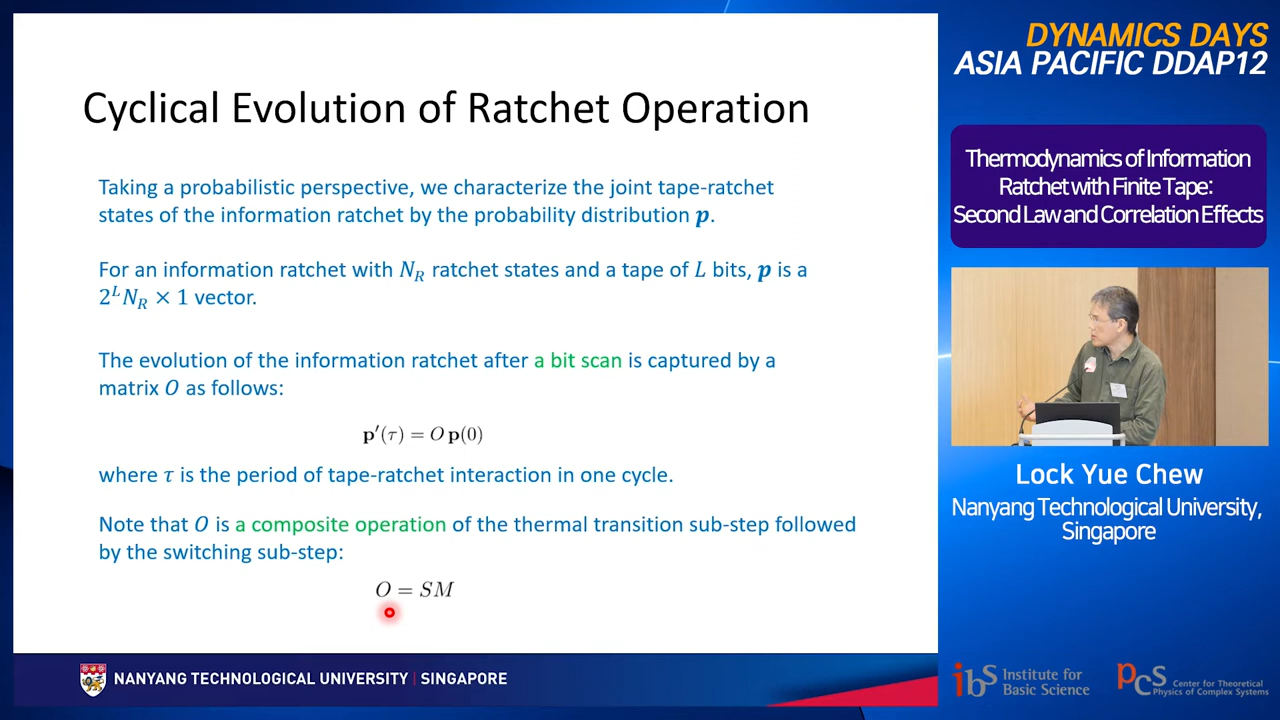 DYNAMICS DAYS
ASIA PACIFIC DDAP12
Cyclical Evolution of Ratchet Operation
Taking a probabilistic perspective, we characterize the joint tape-ratchet
states of the information ratchet by the probability distribution 𝒑.
For an information ratchet with N_R ratchet states and a tape of L bits, 𝒑 is a
2^L N_R × 1 vector.
The evolution of the information ratchet after a bit scan is captured by a
matrix O as follows:
p′(τ) = O p(0)
where τ is the period of tape-ratchet interaction in one cycle.
Note that O is a composite operation of the thermal transition sub-step followed
by the switching sub-step:
O = SM
NANYANG TECHNOLOGICAL UNIVERSITY | SINGAPORE
Thermodynamics of Information
Ratchet with Finite Tape:
Second Law and Correlation Effects
Lock Yue Chew
Nanyang Technological University,
Singapore
ibS Institute for
Basic Science
PCS Center for Theoretical
Physics of Complex Systems